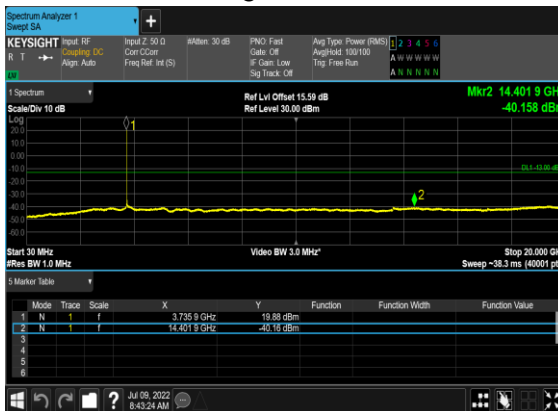 Spectrum Analyzer 1
Swept SA
KEYSIGHT Input: RF Input Z: 50 Ω #Atten: 30 dB PNO: Fast Avg Type: Power (RMS) 1 2 3 4 5 6
R T Coupling: DC Corr CCorr Gate: Off Avg|Hold: 100/100 A W W W W W
Align: Auto Freq Ref: Int (S) IF Gain: Low Trig: Free Run
LXI Sig Track: Off A N N N N N
1 Spectrum Ref Lvl Offset 15.59 dB Mkr2 14.401 9 GHz
Scale/Div 10 dB Ref Level 30.00 dBm -40.158 dBm
Log
20.0 1
10.0
0.00
-10.0 DL1 -13.00 dBm
-20.0
-30.0 2
-40.0
-50.0
-60.0
Start 30 MHz Video BW 3.0 MHz* Stop 20.000 GHz
#Res BW 1.0 MHz Sweep ~38.3 ms (40001 pts)
5 Marker Table
Mode Trace Scale X Y Function Function Width Function Value
1 N 1 f 3.735 9 GHz 19.88 dBm
2 N 1 f 14.401 9 GHz -40.16 dBm
3
4
5
6
? Jul 09, 2022
8:43:24 AM